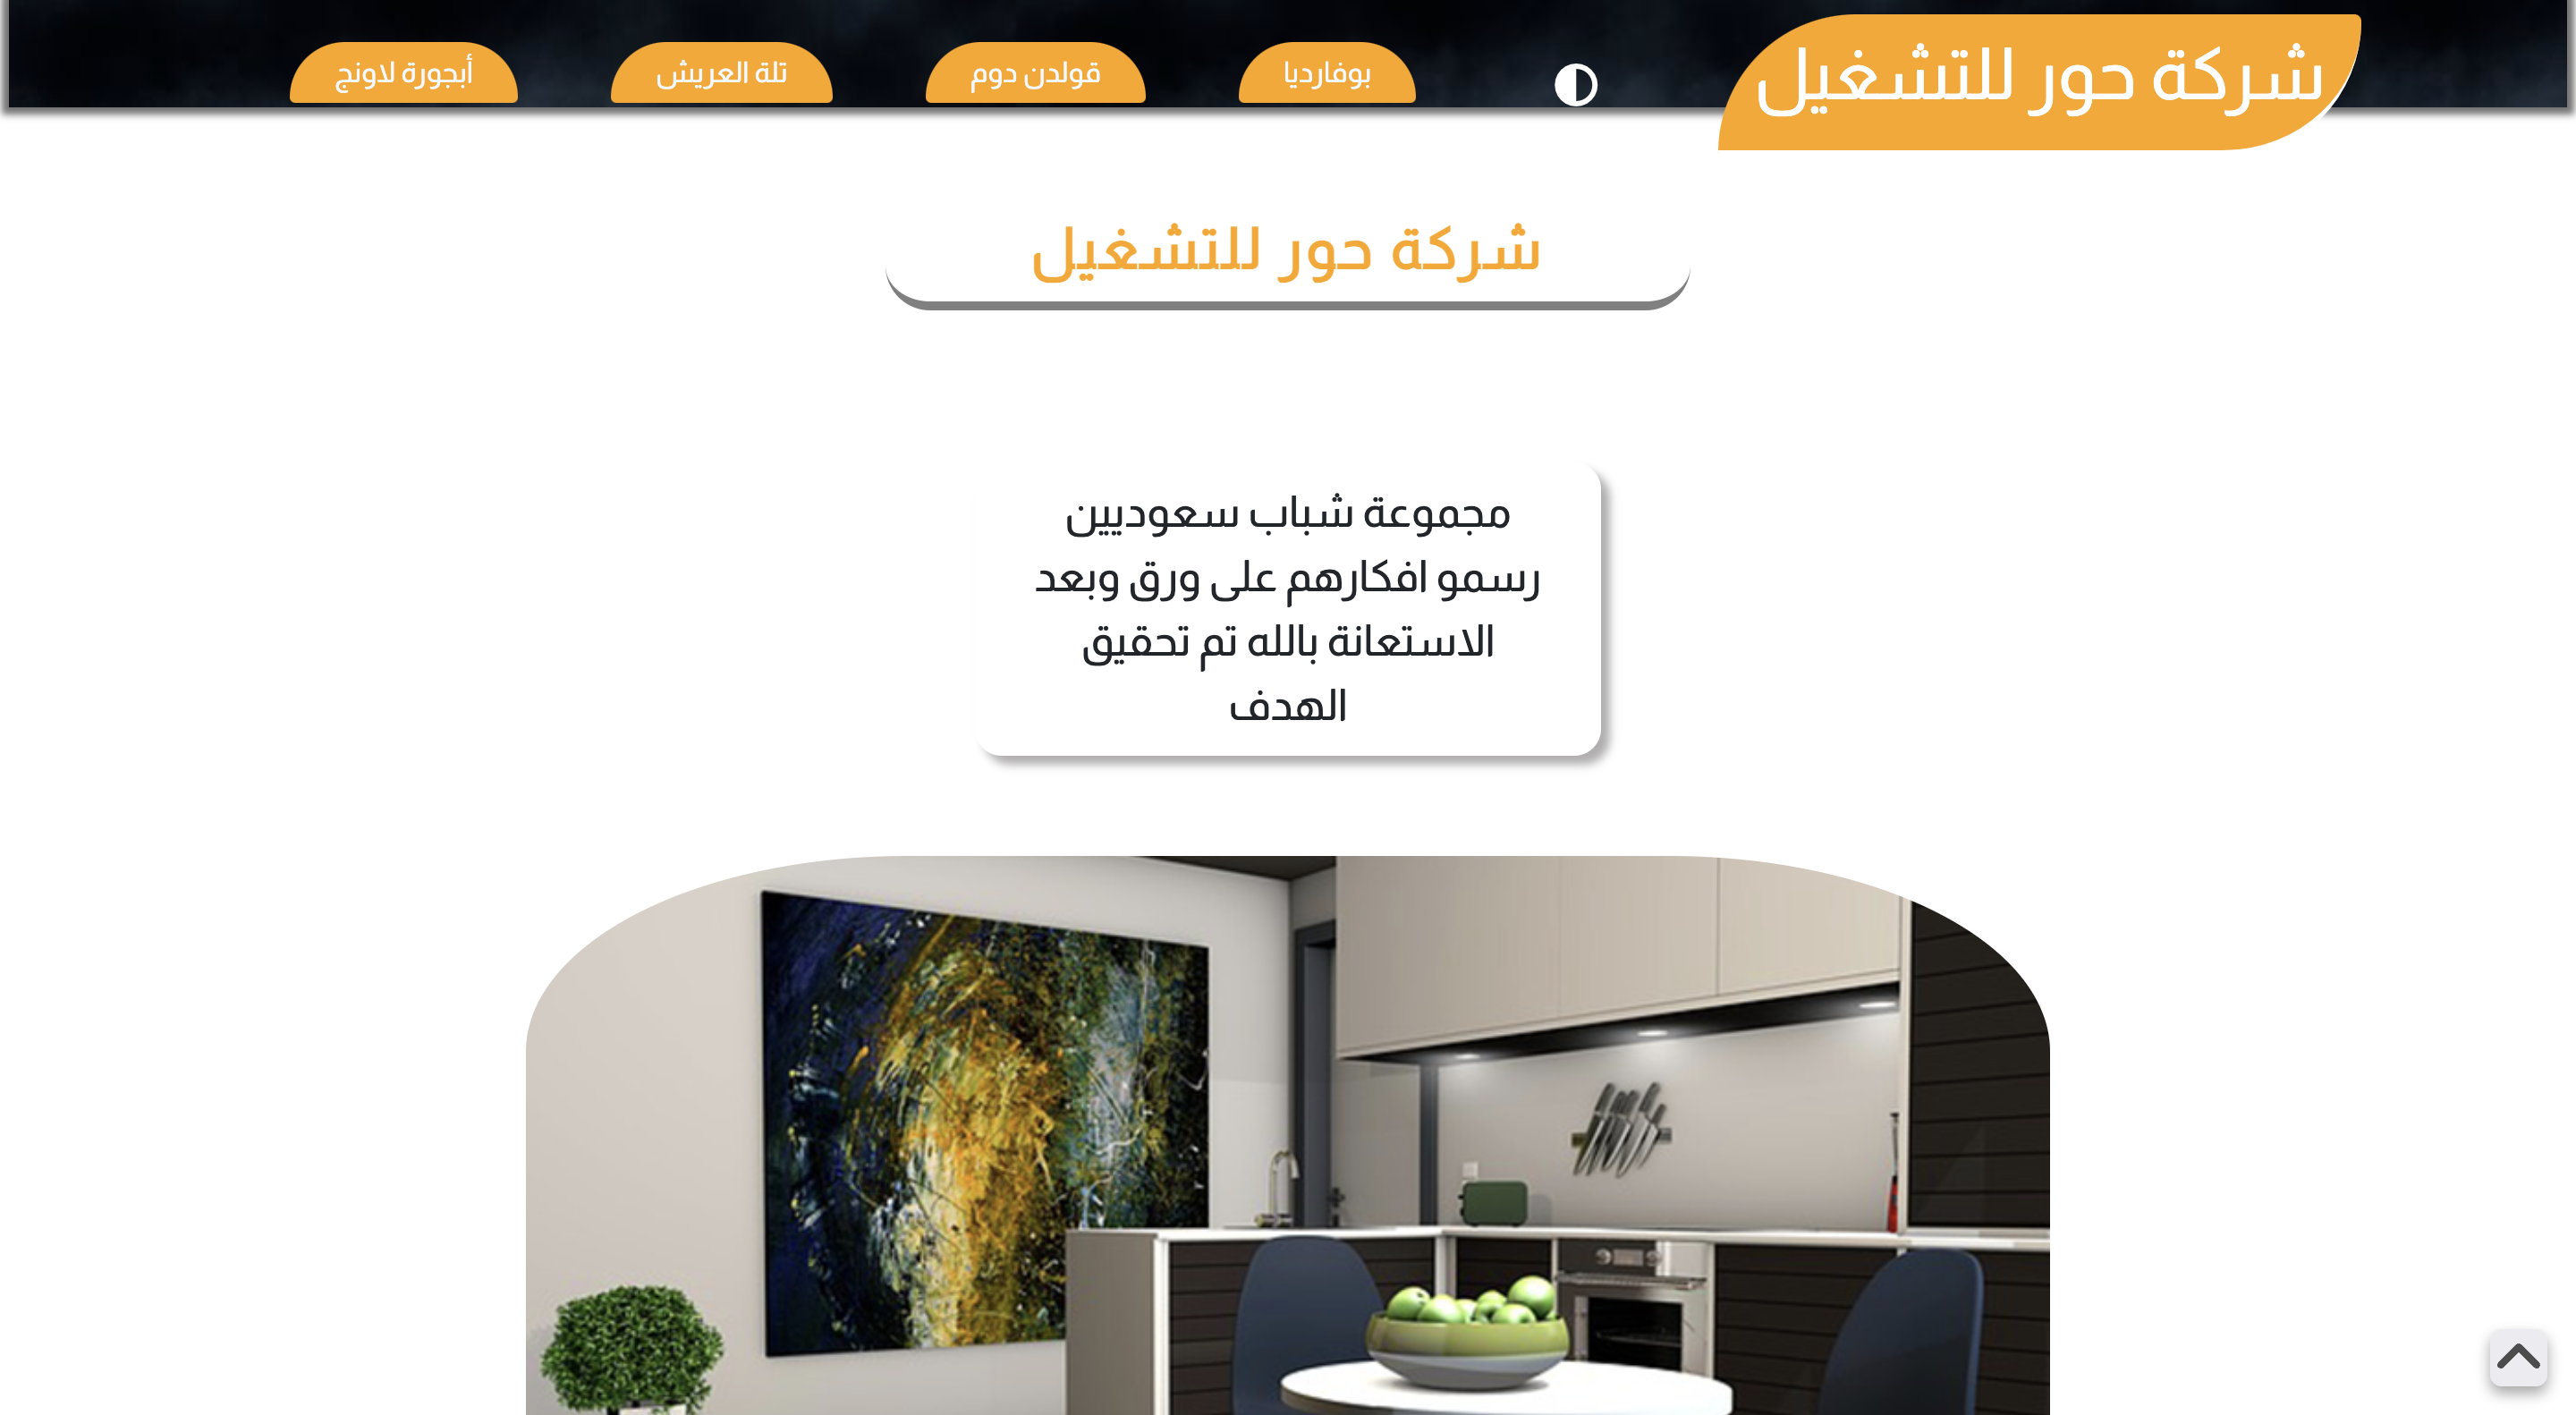 شركة حور للتشغيل
بوفارديا
قولدن دوم
تلة العريش
أبجورة لاونج
شركة حور للتشغيل
مجموعة شباب سعوديين
رسمو افكارهم على ورق وبعد
الاستعانة بالله تم تحقيق
الهدف